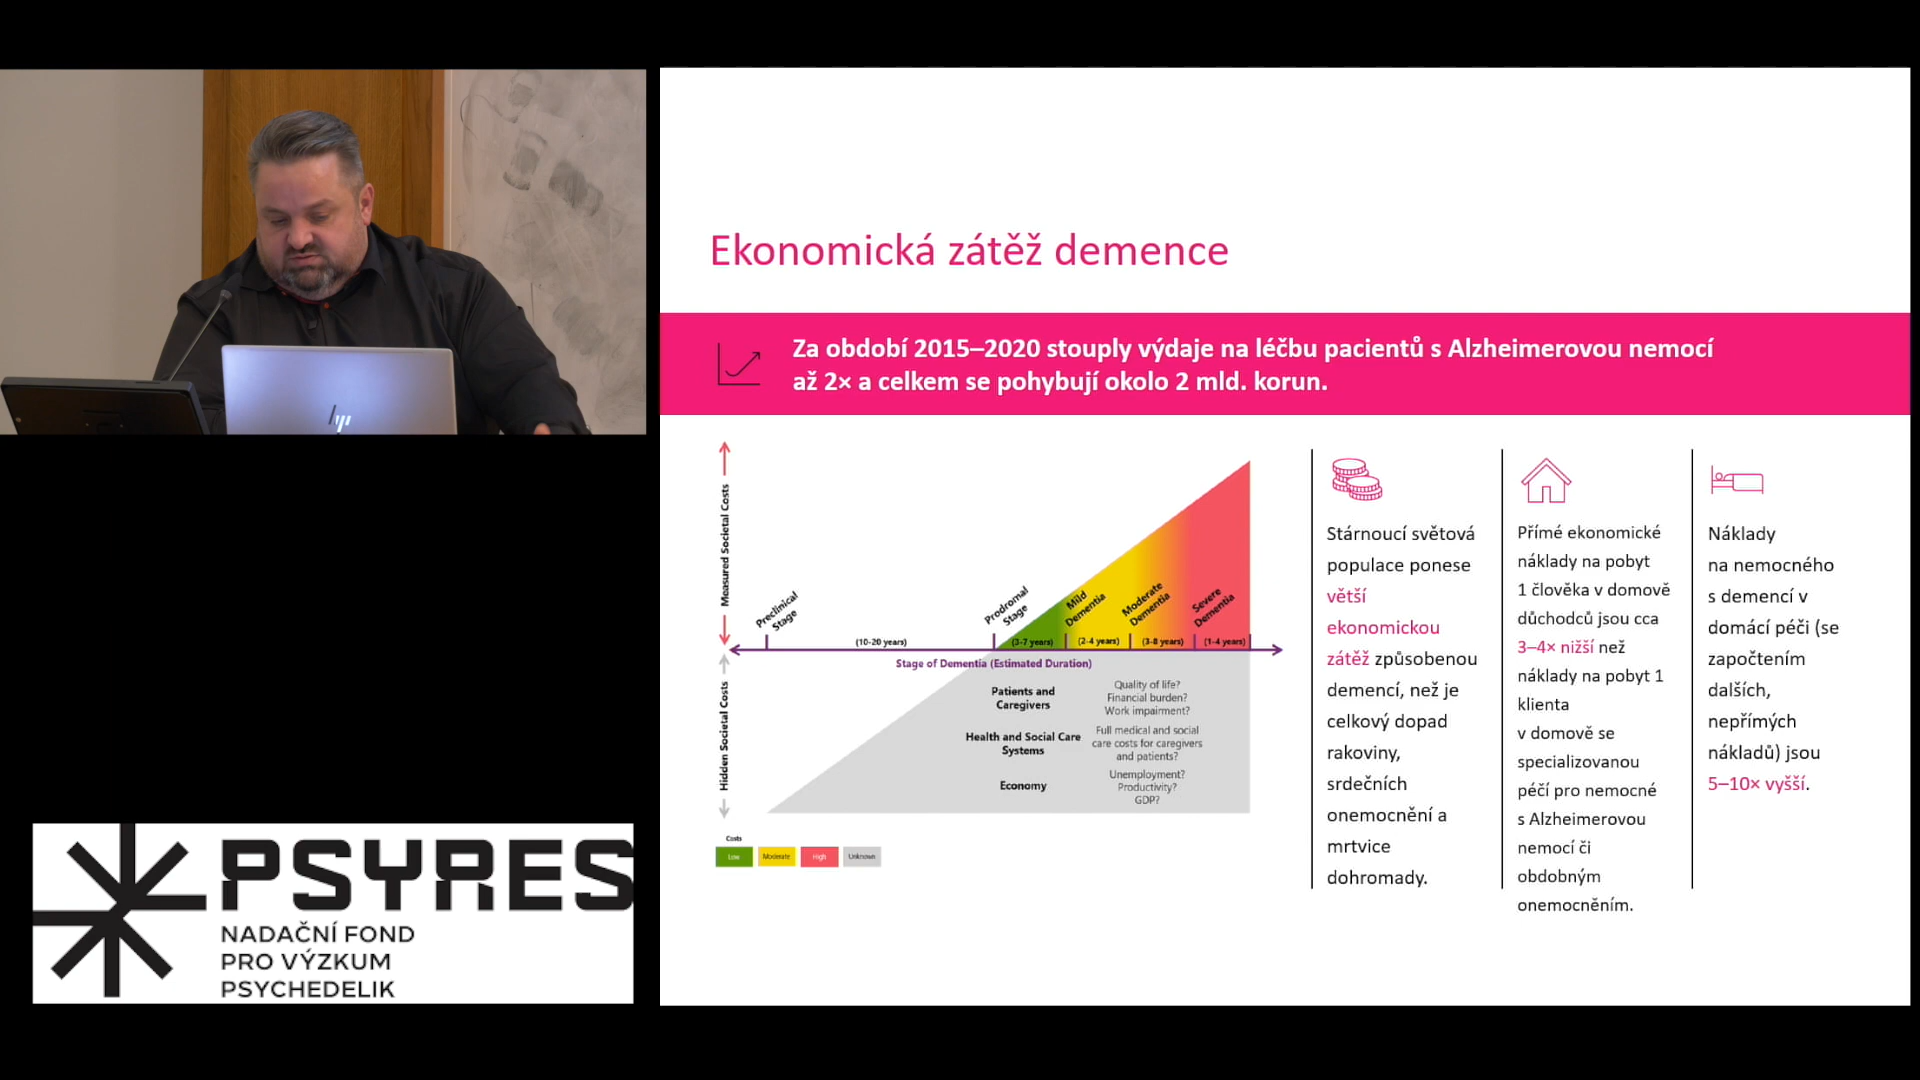 Ekonomická zátěž demence
Za období 2015–2020 stouply výdaje na léčbu pacientů s Alzheimerovou nemocí
až 2× a celkem se pohybují okolo 2 mld. korun.
Measured Societal Costs
Hidden Societal Costs
Preclinical
Stage
Prodromal
Stage
Mild
Dementia
Moderate
Dementia
Severe
Dementia
(10-20 years)
(3-7 years)
(2-4 years)
(3-8 years)
(1-4 years)
Stage of Dementia (Estimated Duration)
Patients and
Caregivers
Quality of life?
Financial burden?
Work impairment?
Health and Social Care
Systems
Full medical and social
care costs for caregivers
and patients?
Economy
Unemployment?
Productivity?
GDP?
Costs
Low
Moderate
High
Unknown
Stárnoucí světová
populace ponese
větší
ekonomickou
zátěž způsobenou
demencí, než je
celkový dopad
rakoviny,
srdečních
onemocnění a
mrtvice
dohromady.
Přímé ekonomické
náklady na pobyt
1 člověka v domově
důchodců jsou cca
3–4× nižší než
náklady na pobyt 1
klienta
v domově se
specializovanou
péčí pro nemocné
s Alzheimerovou
nemocí či
obdobným
onemocněním.
Náklady
na nemocného
s demencí v
domácí péči (se
započtením
dalších,
nepřímých
nákladů) jsou
5–10× vyšší.
hp
PSYRES
NADAČNÍ FOND
PRO VÝZKUM
PSYCHEDELIK